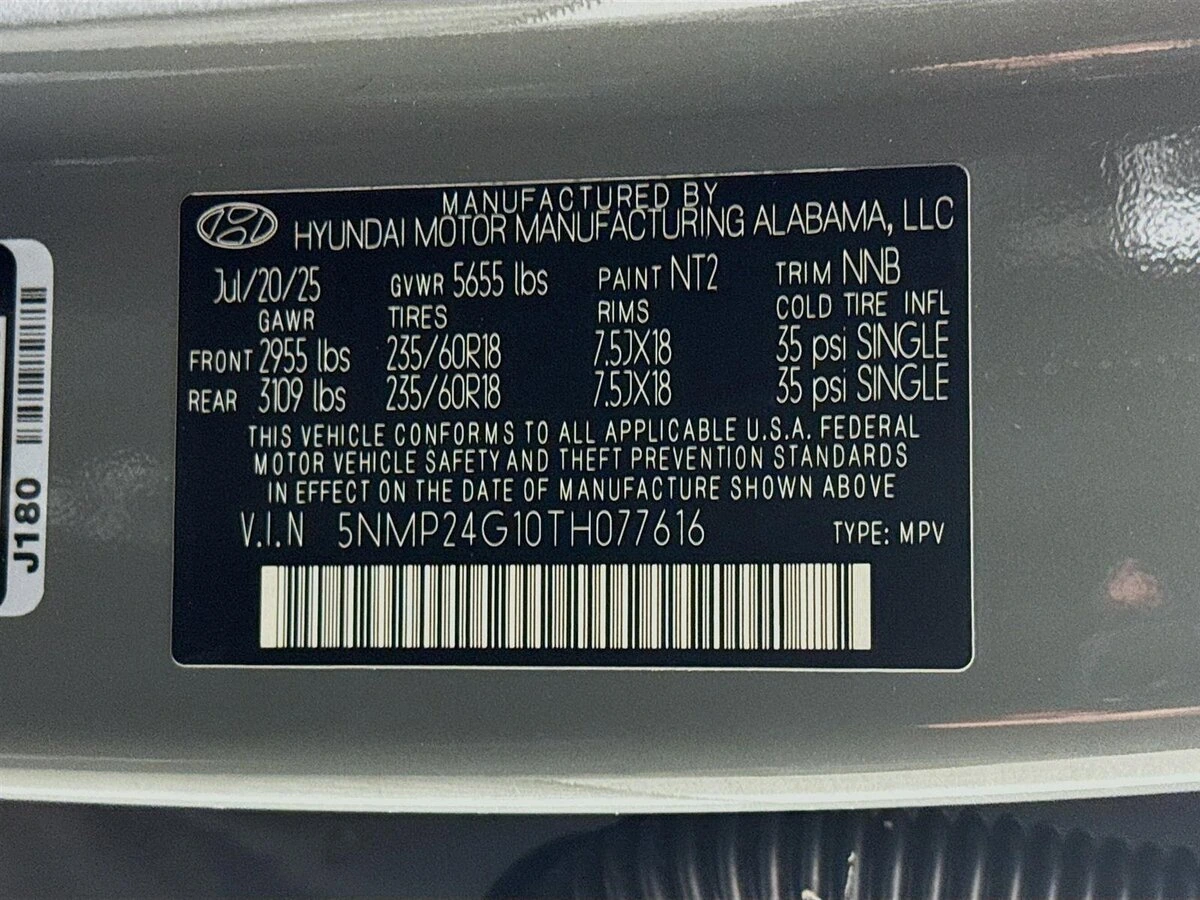 MANUFACTURED BY
HYUNDAI MOTOR MANUFACTURING ALABAMA, LLC
Jul/20/25 GVWR 5655 lbs PAINT NT2 TRIM NNB
GAWR TIRES RIMS COLD TIRE INFL
FRONT 2955 lbs 235/60R18 7.5JX18 35 psi SINGLE
REAR 3109 lbs 235/60R18 7.5JX18 35 psi SINGLE
THIS VEHICLE CONFORMS TO ALL APPLICABLE U.S.A. FEDERAL
MOTOR VEHICLE SAFETY AND THEFT PREVENTION STANDARDS
IN EFFECT ON THE DATE OF MANUFACTURE SHOWN ABOVE
V.I.N 5NMP24G10TH077616 TYPE: MPV
J180